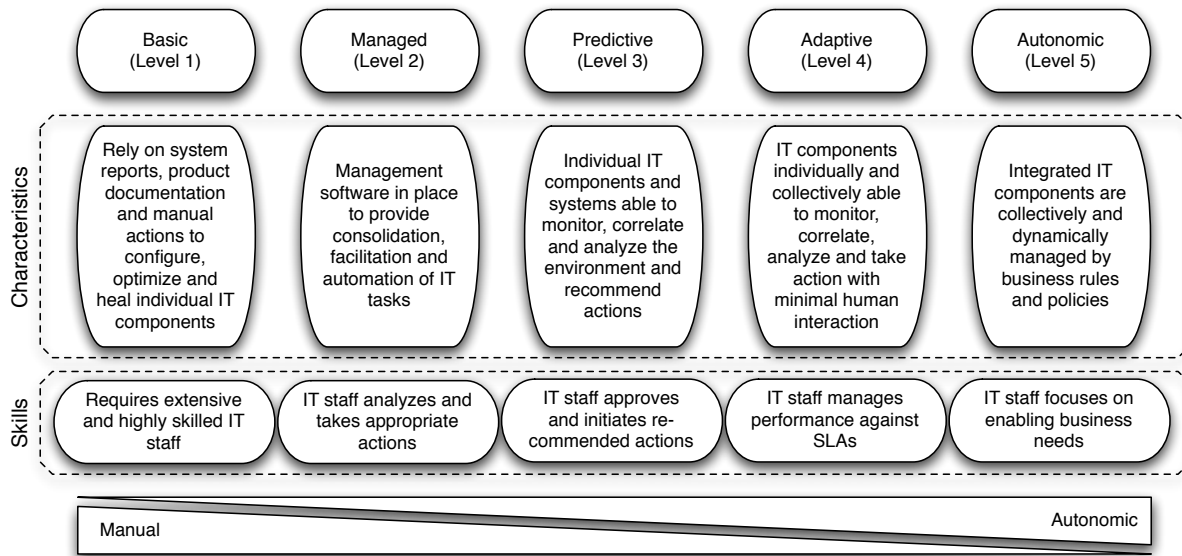 Basic
(Level 1)
Managed
(Level 2)
Predictive
(Level 3)
Adaptive
(Level 4)
Autonomic
(Level 5)
Characteristics
Rely on system
reports, product
documentation
and manual
actions to
configure,
optimize and
heal individual IT
components
Management
software in place
to provide
consolidation,
facilitation and
automation of IT
tasks
Individual IT
components and
systems able to
monitor, correlate
and analyze the
environment and
recommend
actions
IT components
individually and
collectively able
to monitor,
correlate,
analyze and take
action with
minimal human
interaction
Integrated IT
components are
collectively and
dynamically
managed by
business rules
and policies
Skills
Requires extensive
and highly skilled IT
staff
IT staff analyzes and
takes appropriate
actions
IT staff approves
and initiates re-
commended actions
IT staff manages
performance against
SLAs
IT staff focuses on
enabling business
needs
Manual
Autonomic